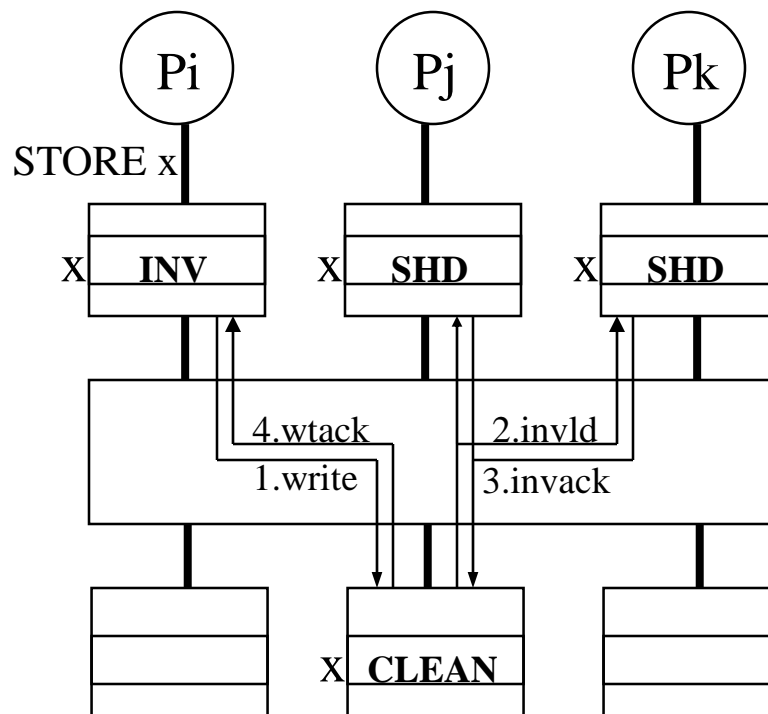 Pi Pj Pk
STORE x
X INV X SHD X SHD
4.wtack 2.invld
1.write 3.invack
X CLEAN